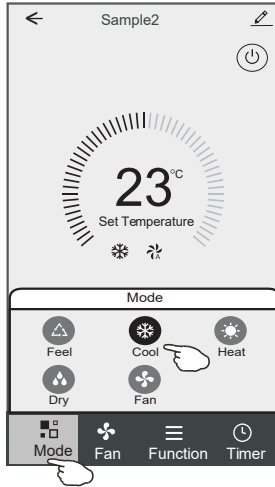 Sample2
23°C
Set Temperature
A
Mode
Feel Cool Heat
Dry Fan
Mode Fan Function Timer